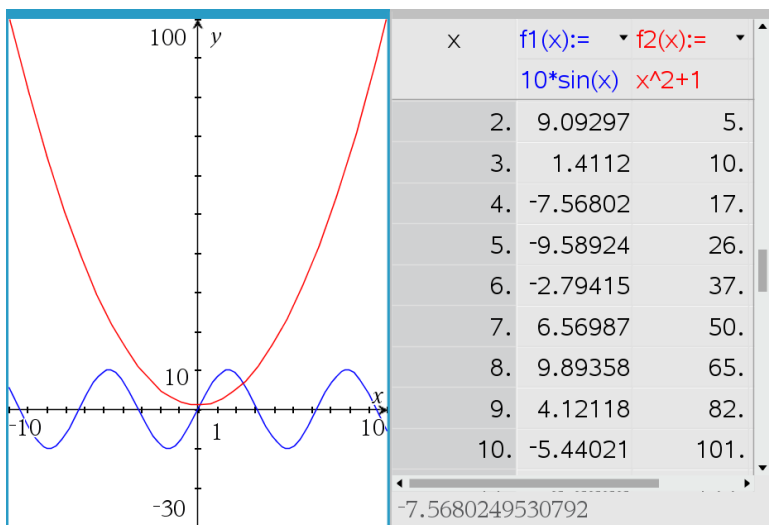 100 y
10
x
-10 1 10
-30
x f1(x):= f2(x):=
10*sin(x) x^2+1
2. 9.09297 5.
3. 1.4112 10.
4. -7.56802 17.
5. -9.58924 26.
6. -2.79415 37.
7. 6.56987 50.
8. 9.89358 65.
9. 4.12118 82.
10. -5.44021 101.
-7.5680249530792